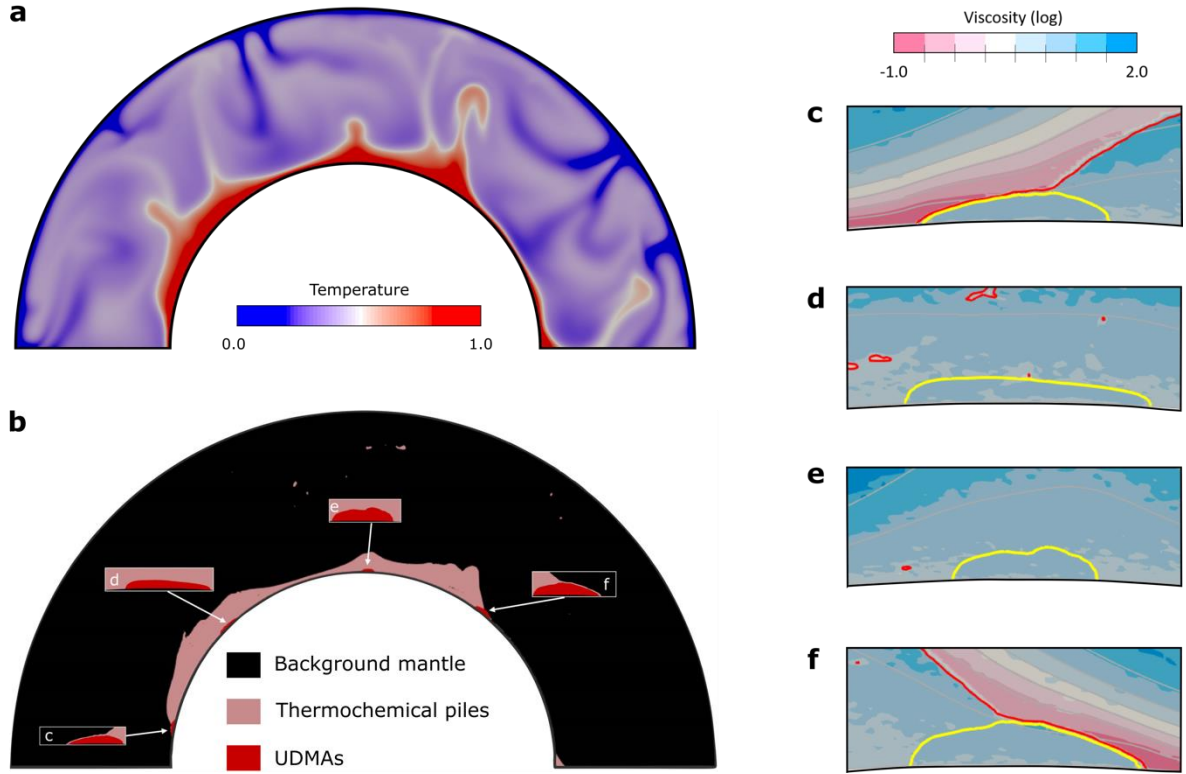 a
Temperature
0.0
1.0
b
e
d
f
Background mantle
Thermochemical piles
UDMAs
c
Viscosity (log)
-1.0
2.0
c
d
e
f